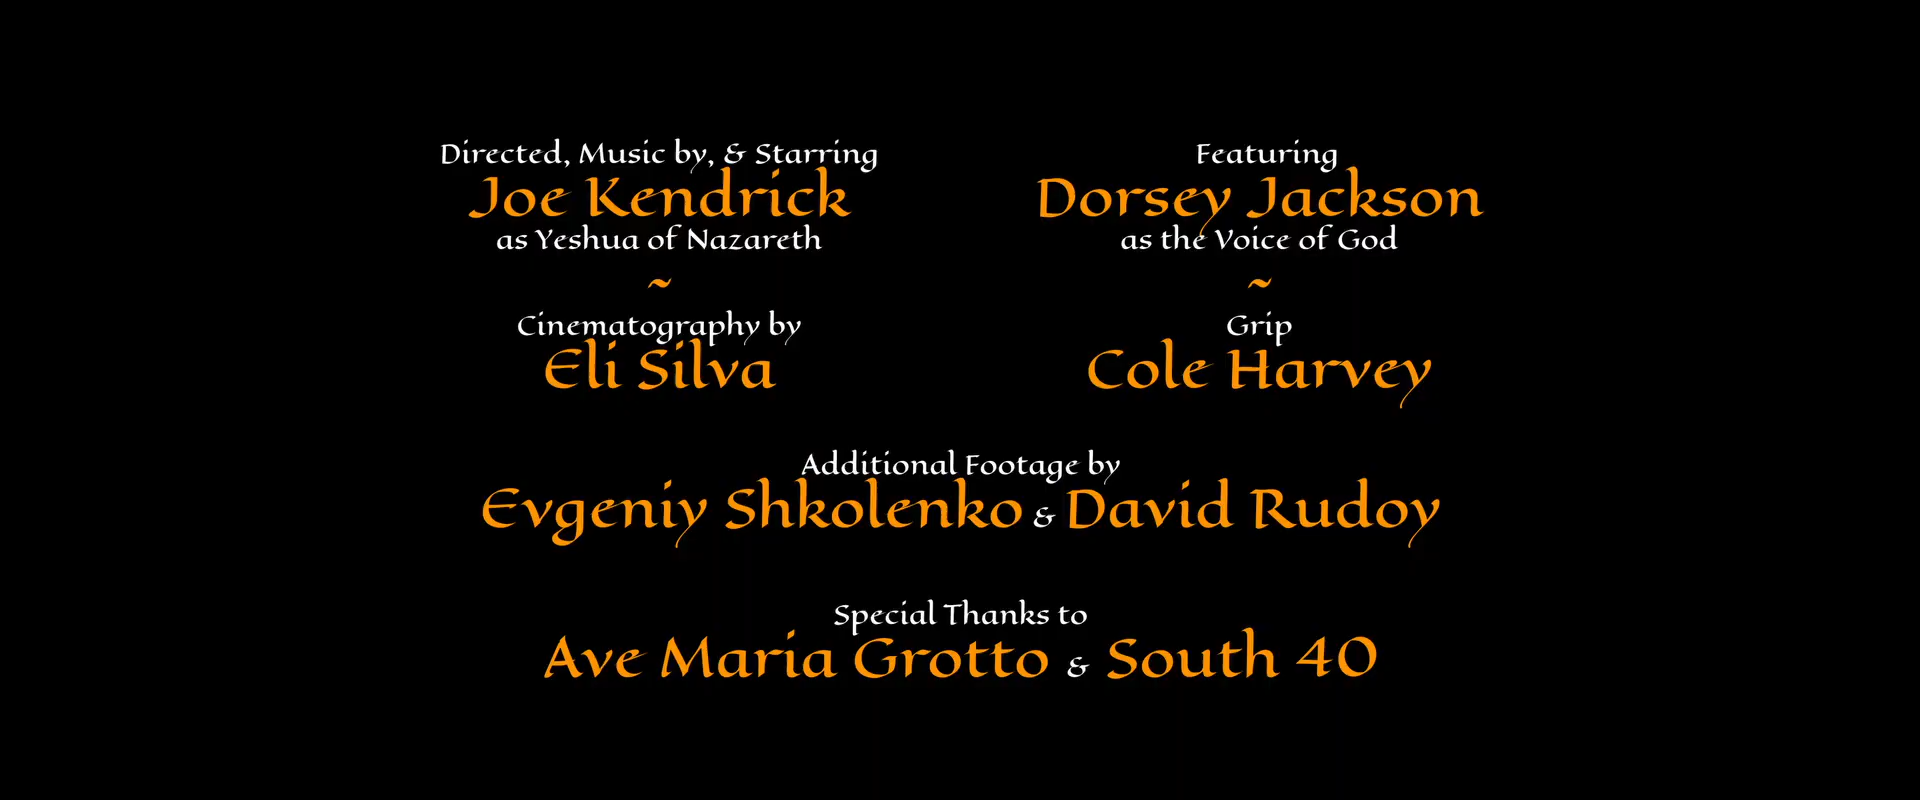 Directed, Music by, & Starring
Joe Kendrick
as Yeshua of Nazareth
~
Cinematography by
Eli Silva
Featuring
Dorsey Jackson
as the Voice of God
~
Grip
Cole Harvey
Additional Footage by
Evgeniy Shkolenko & David Rudoy
Special Thanks to
Ave Maria Grotto & South 40